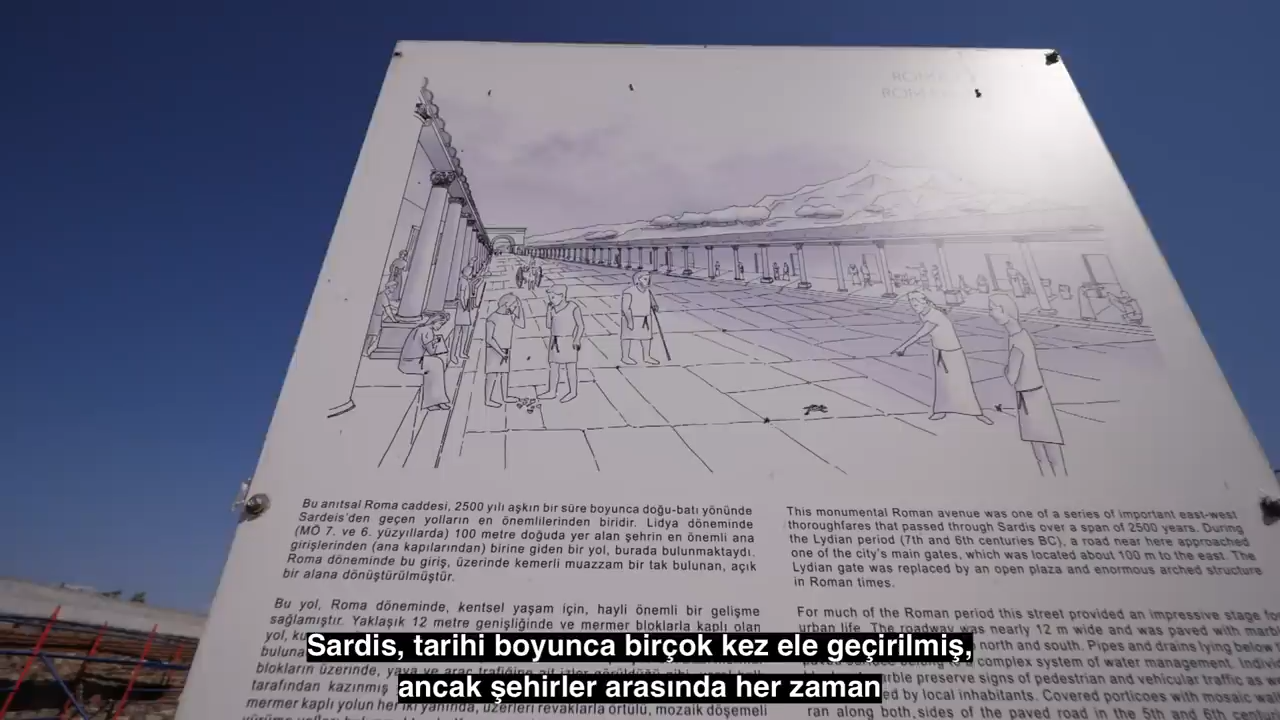 Bu anıtsal Roma caddesi, 2500 yılı aşkın bir süre boyunca doğu-batı yönünde
Sardeis'den geçen yolların en önemlilerinden biridir. Lidya döneminde
(MÖ 7. ve 6. yüzyıllarda) 100 metre doğuda yer alan şehrin en önemli ana
girişlerinden (ana kapılarından) birine giden bir yol, burada bulunmaktaydı.
Roma döneminde bu giriş, üzerinde kemerli muazzam bir tak bulunan, açık
bir alana dönüştürülmüştür.
Bu yol, Roma döneminde, kentsel yaşam için, hayli önemli bir gelişme
sağlamıştır. Yaklaşık 12 metre genişliğinde ve mermer bloklarla kaplı olan
yol,
blokların üzerinde, yaya ve araç trafiğine
tarafından kazınmış
mermer kaplı yolun her iki yanında, üzerleri revaklarla örtülü, mozaik döşemeli
This monumental Roman avenue was one of a series of important east-west
thoroughfares that passed through Sardis over a span of 2500 years. During
the Lydian period (7th and 6th centuries BC), a road near here approached
one of the city's main gates, which was located about 100 m to the east. The
Lydian gate was replaced by an open plaza and enormous arched structure
in Roman times.
For much of the Roman period this street provided an impressive stage for
urban life. The roadway was nearly 12 m wide and was paved with
north and south. Pipes and drains lying below
complex system of water management.
preserve signs of pedestrian and vehicular traffic as
by local inhabitants. Covered porticoes with mosaic
ran along both sides of the paved road in the 5th and 6th
Sardis, tarihi boyunca birçok kez ele geçirilmiş,
ancak şehirler arasında her zaman